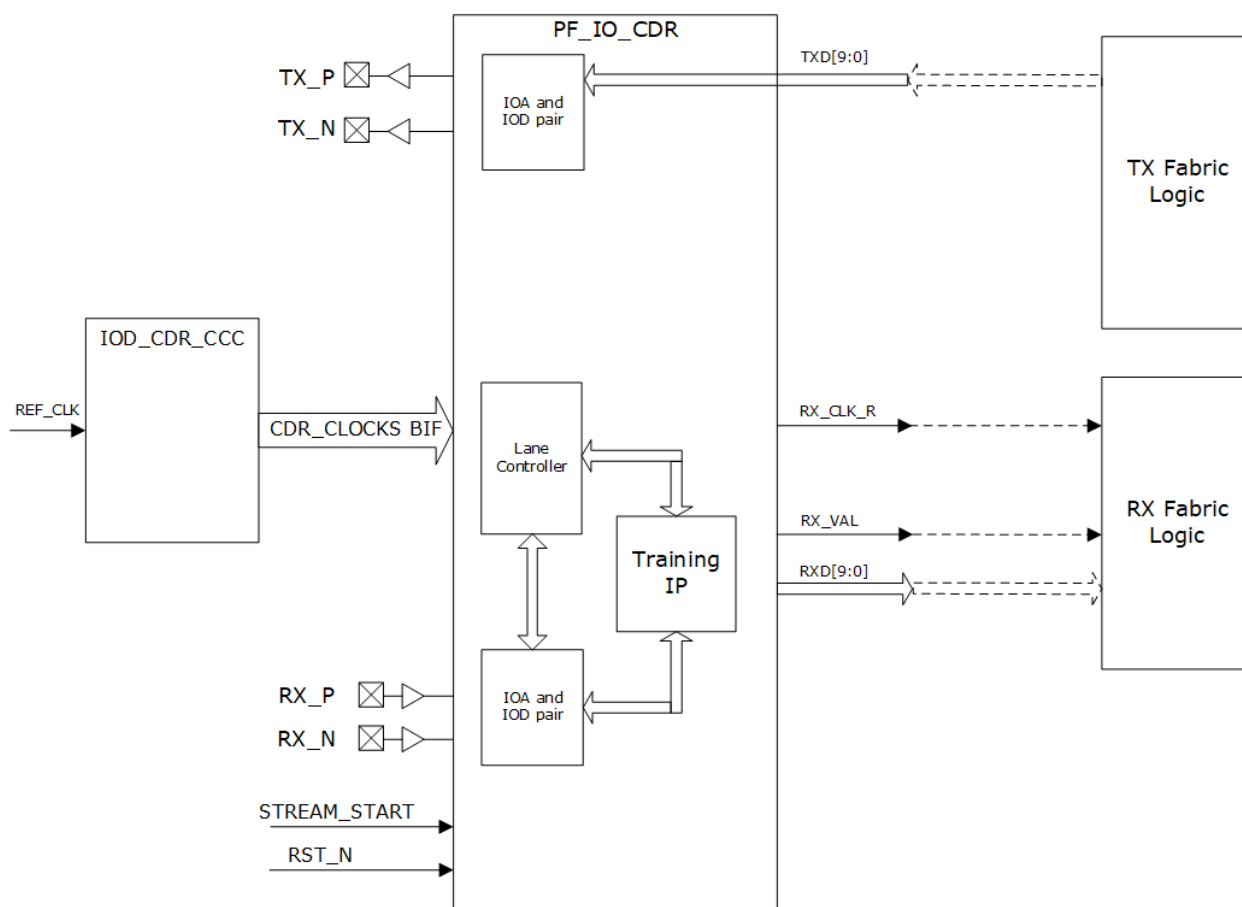 PF_IO_CDR
TX_P
TX_N
IOA and
IOD pair
TXD[9:0]
TX Fabric
Logic
IOD_CDR_CCC
REF_CLK
CDR_CLOCKS BIF
Lane
Controller
Training
IP
RX_CLK_R
RX_VAL
RXD[9:0]
RX Fabric
Logic
RX_P
RX_N
IOA and
IOD pair
STREAM_START
RST_N